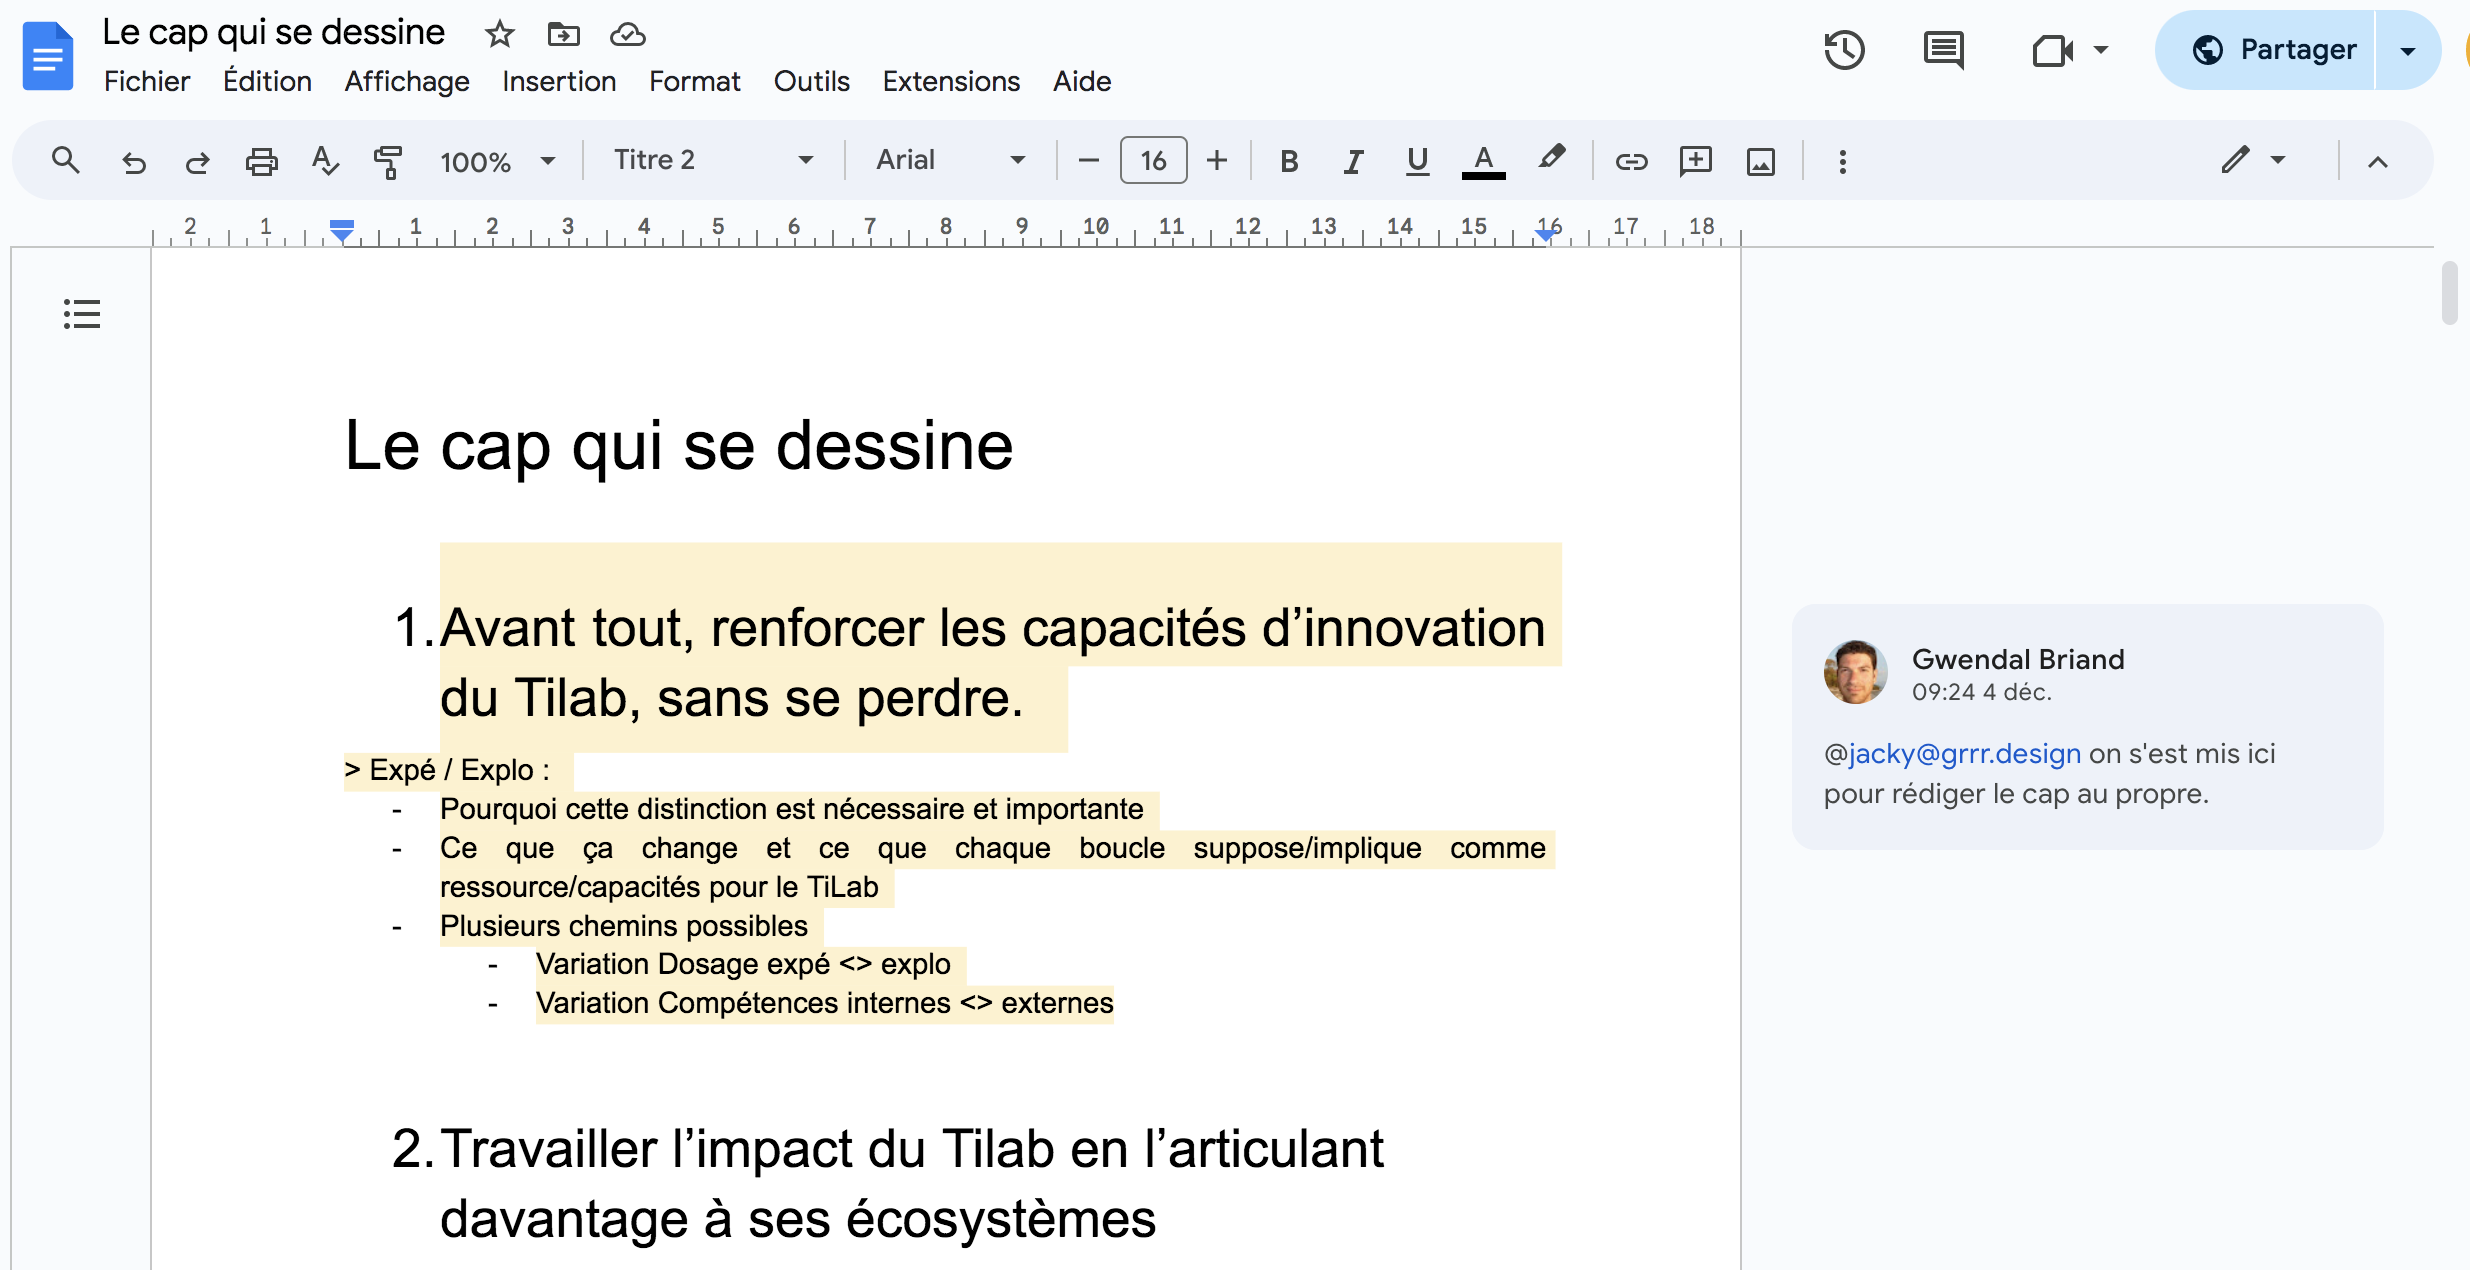 Le cap qui se dessine
Fichier Édition Affichage Insertion Format Outils Extensions Aide
Partager
100% Titre 2 Arial 16 B I U A
2 1 1 2 3 4 5 6 7 8 9 10 11 12 13 14 15 16 17 18
Le cap qui se dessine
1. Avant tout, renforcer les capacités d’innovation
du Tilab, sans se perdre.
> Expé / Explo :
- Pourquoi cette distinction est nécessaire et importante
- Ce que ça change et ce que chaque boucle suppose/implique comme
ressource/capacités pour le TiLab
- Plusieurs chemins possibles
- Variation Dosage expé <> explo
- Variation Compétences internes <> externes
2. Travailler l’impact du Tilab en l’articulant
davantage à ses écosystèmes
Gwendal Briand
09:24 4 déc.
@jacky@grrr.design on s'est mis ici
pour rédiger le cap au propre.